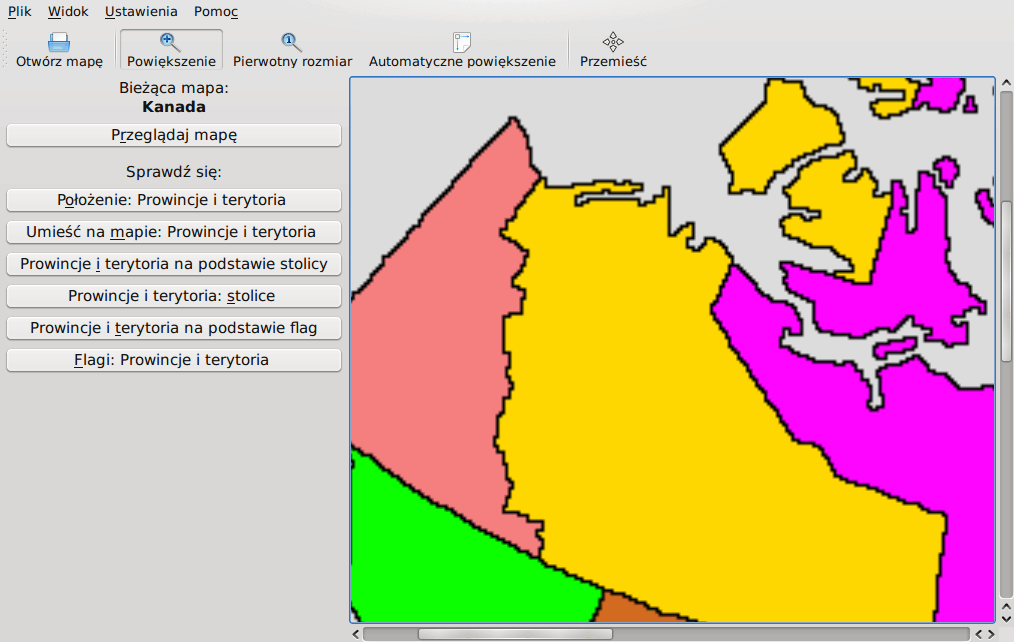 Plik Widok Ustawienia Pomoc
Otwórz mapę Powiększenie Pierwotny rozmiar Automatyczne powiększenie Przemieść
Bieżąca mapa:
Kanada
Przeglądaj mapę
Sprawdź się:
Położenie: Prowincje i terytoria
Umieść na mapie: Prowincje i terytoria
Prowincje i terytoria na podstawie stolicy
Prowincje i terytoria: stolice
Prowincje i terytoria na podstawie flag
Flagi: Prowincje i terytoria